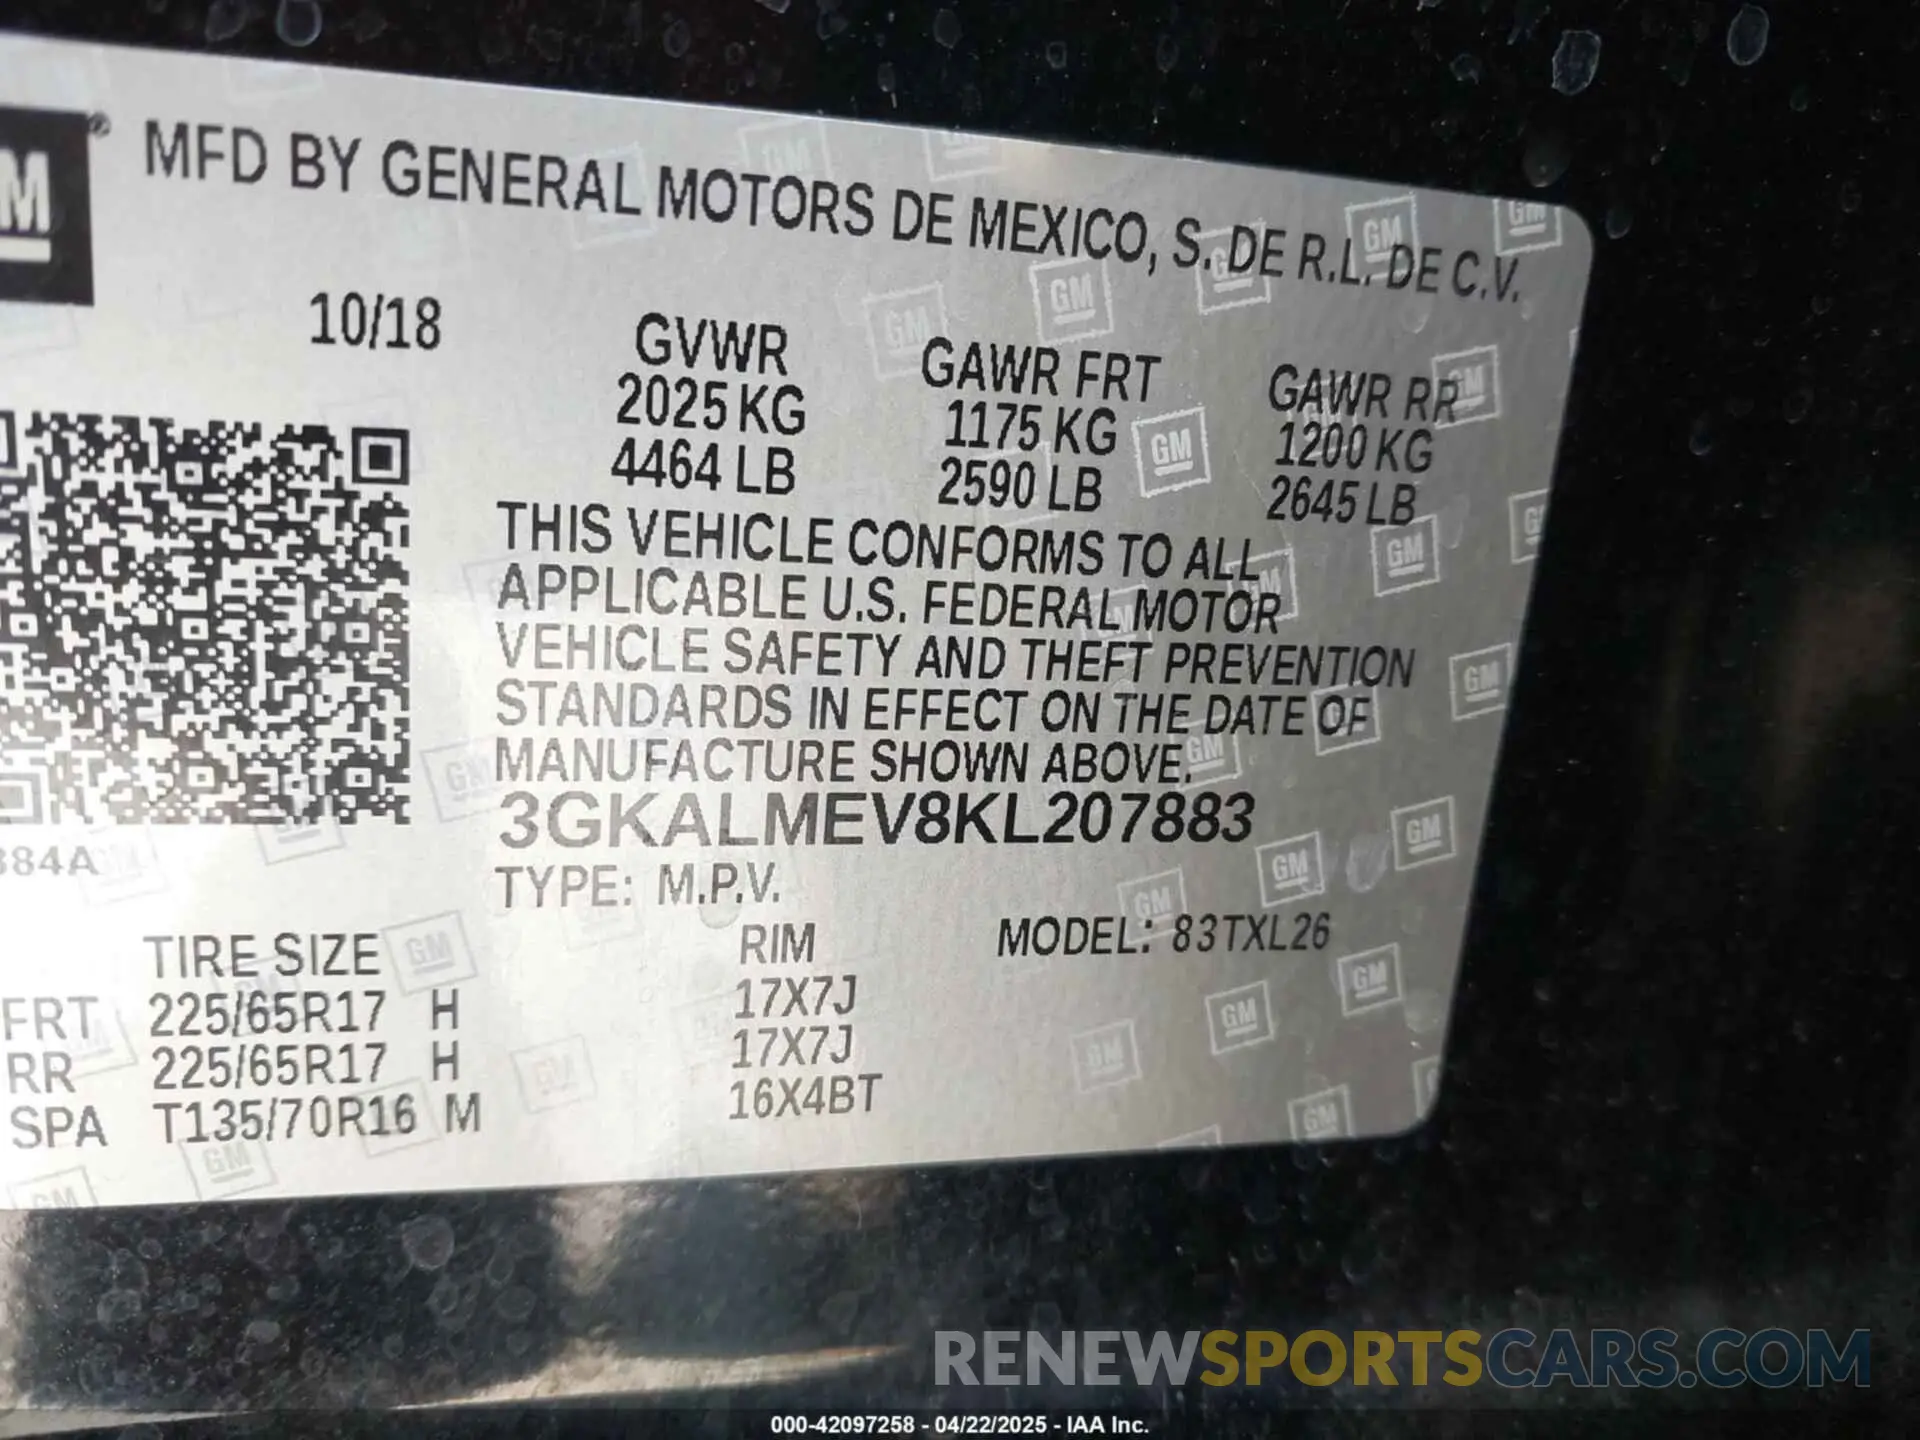 GM® MFD BY GENERAL MOTORS DE MEXICO, S. DE R.L. DE C.V.
10/18
GVWR GAWR FRT GAWR RR
2025 KG 1175 KG 1200 KG
4464 LB 2590 LB 2645 LB
THIS VEHICLE CONFORMS TO ALL
APPLICABLE U.S. FEDERAL MOTOR
VEHICLE SAFETY AND THEFT PREVENTION
STANDARDS IN EFFECT ON THE DATE OF
MANUFACTURE SHOWN ABOVE.
3GKALMEV8KL207883
84A
TYPE: M.P.V.
TIRE SIZE RIM MODEL: 83TXL26
FRT 225/65R17 H 17X7J
RR 225/65R17 H 17X7J
SPA T135/70R16 M 16X4BT
RENEWSPORTSCARS.COM
000-42097258 - 04/22/2025 - IAA Inc.